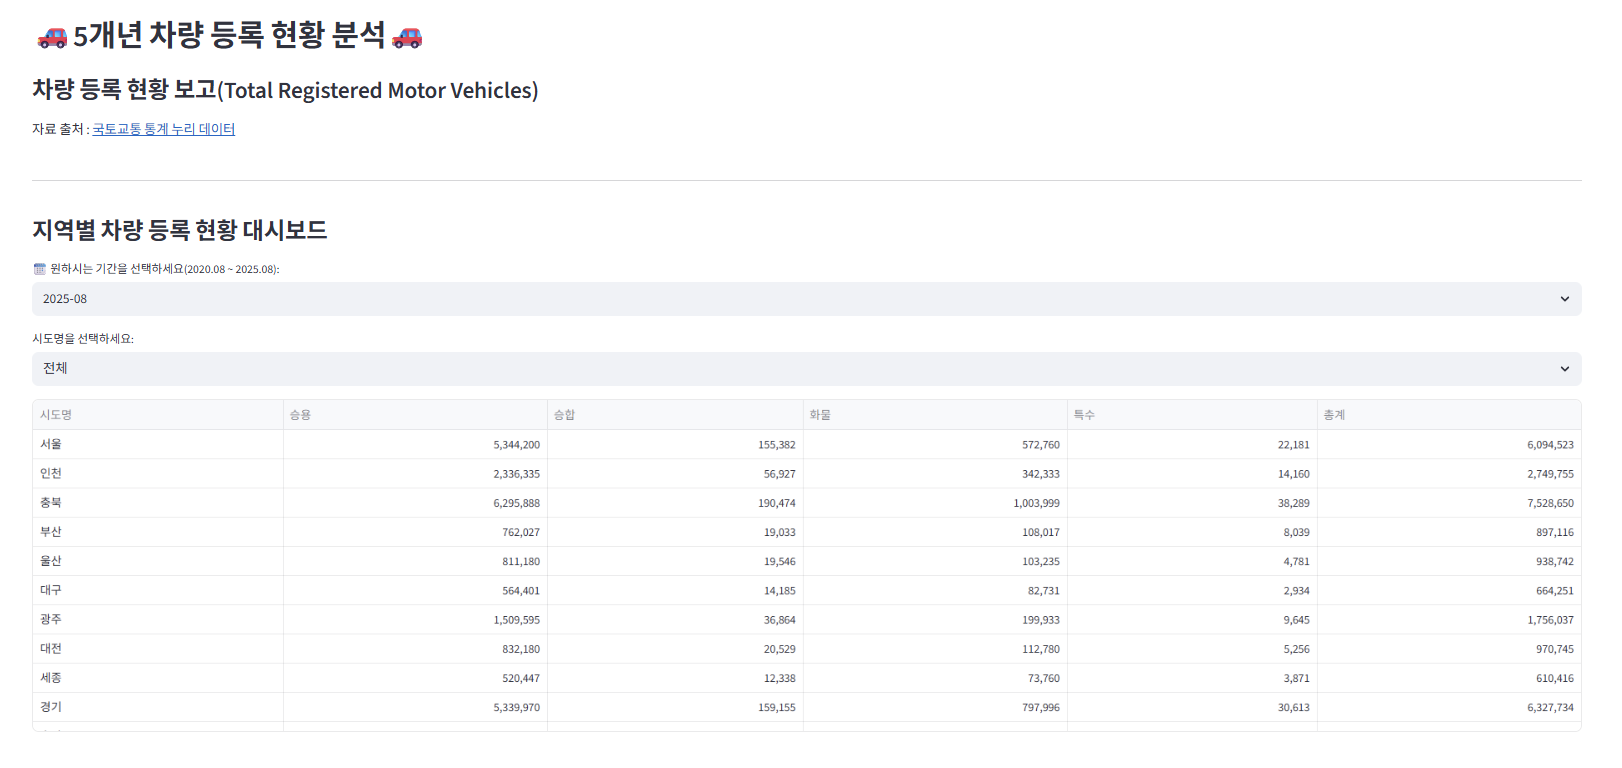 5개년 차량 등록 현황 분석
차량 등록 현황 보고(Total Registered Motor Vehicles)
자료 출처 : 국토교통 통계 누리 데이터
지역별 차량 등록 현황 대시보드
원하시는 기간을 선택하세요(2020.08 ~ 2025.08):
2025-08
시도명을 선택하세요:
전체
시도명 승용 승합 화물 특수 총계
서울 5,344,200 155,382 572,760 22,181 6,094,523
인천 2,336,335 56,927 342,333 14,160 2,749,755
충북 6,295,888 190,474 1,003,999 38,289 7,528,650
부산 762,027 19,033 108,017 8,039 897,116
울산 811,180 19,546 103,235 4,781 938,742
대구 564,401 14,185 82,731 2,934 664,251
광주 1,509,595 36,864 199,933 9,645 1,756,037
대전 832,180 20,529 112,780 5,256 970,745
세종 520,447 12,338 73,760 3,871 610,416
경기 5,339,970 159,155 797,996 30,613 6,327,734